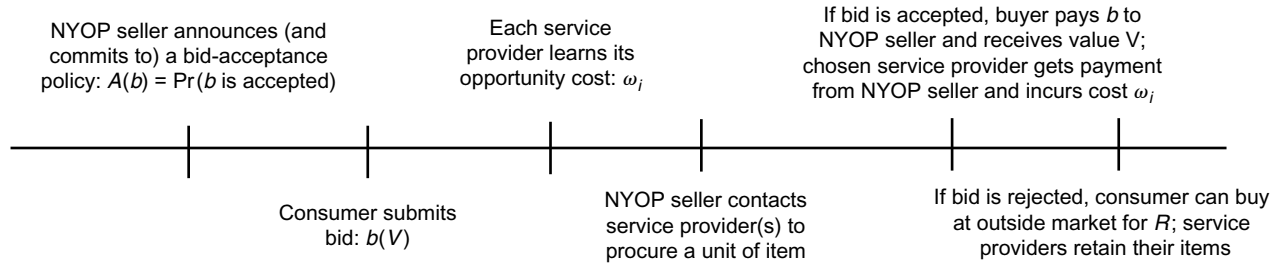 NYOP seller announces (and
commits to) a bid-acceptance
policy: A(b) = Pr(b is accepted)
Consumer submits
bid: b(V)
Each service
provider learns its
opportunity cost: ωi
NYOP seller contacts
service provider(s) to
procure a unit of item
If bid is accepted, buyer pays b to
NYOP seller and receives value V;
chosen service provider gets payment
from NYOP seller and incurs cost ωi
If bid is rejected, consumer can buy
at outside market for R; service
providers retain their items